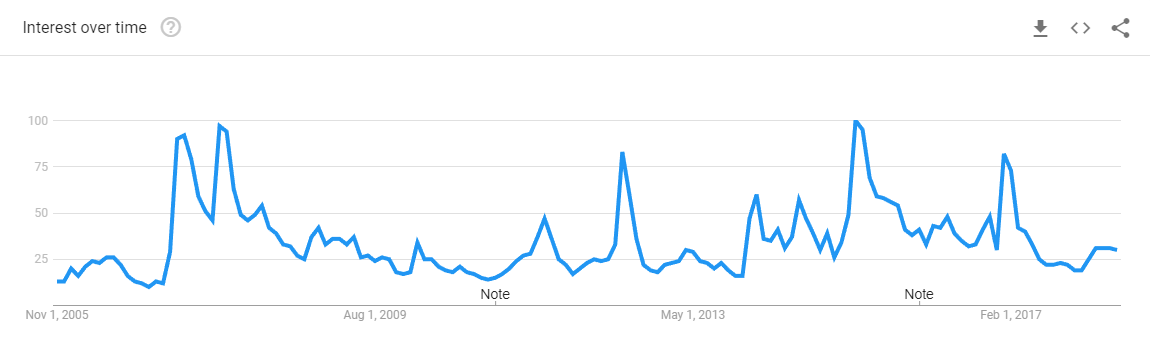 Interest over time
100
75
50
25
Note Note
Nov 1, 2005 Aug 1, 2009 May 1, 2013 Feb 1, 2017